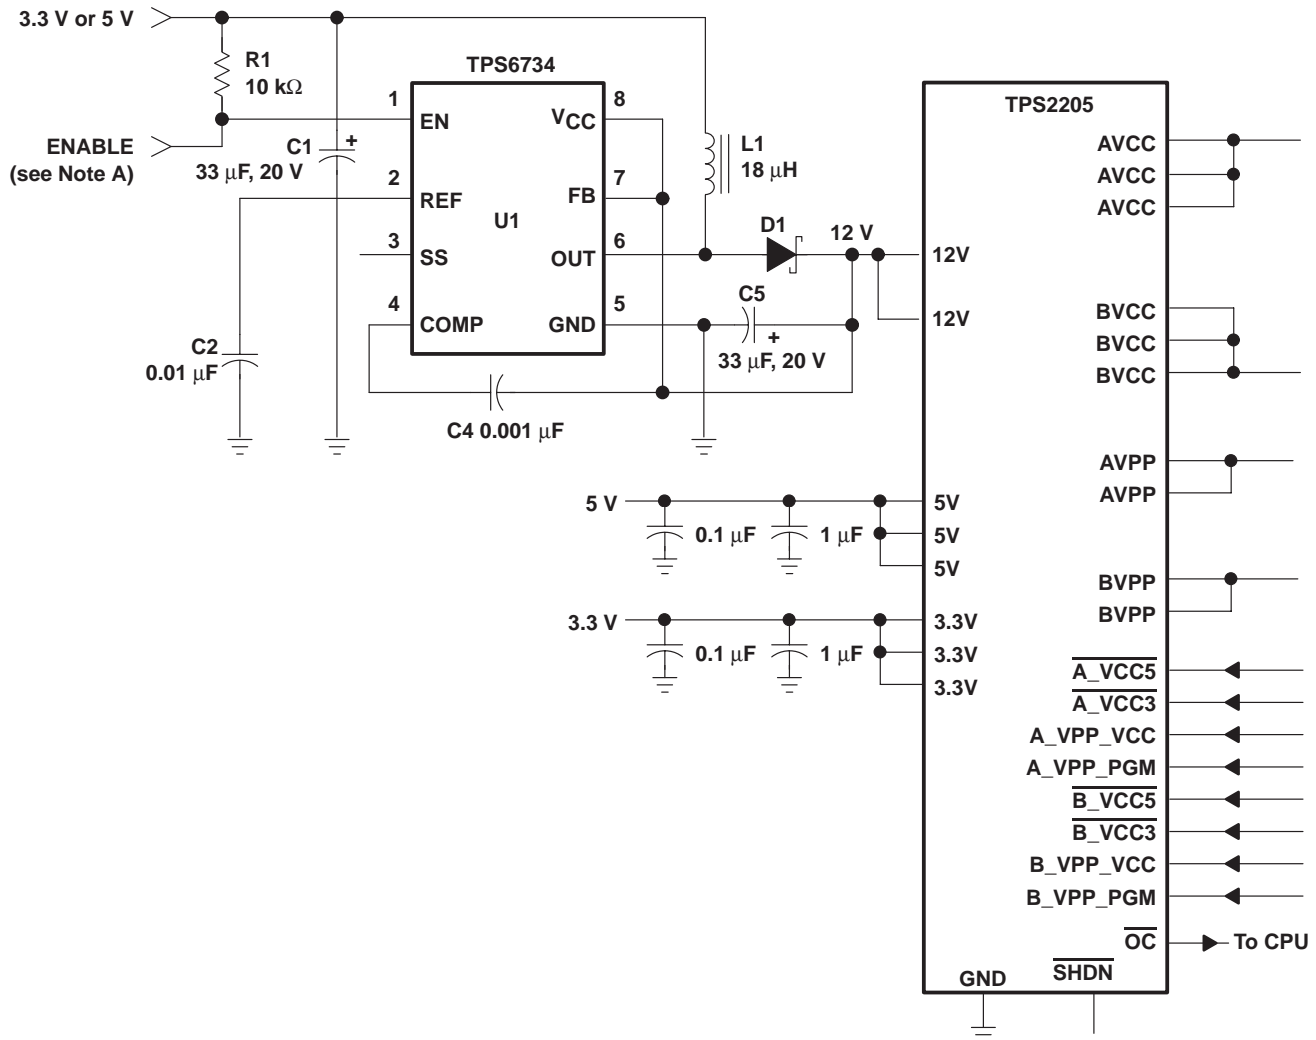 3.3 V or 5 V
R1
10 kΩ
ENABLE
(see Note A)
C1
+
33 μF, 20 V
TPS6734
1
EN
2
REF
3
SS
4
COMP
U1
8
VCC
7
FB
6
OUT
5
GND
C2
0.01 μF
C4 0.001 μF
L1
18 μH
D1
12 V
C5
+
33 μF, 20 V
5 V
0.1 μF
1 μF
3.3 V
0.1 μF
1 μF
TPS2205
12V
12V
5V
5V
5V
3.3V
3.3V
3.3V
AVCC
AVCC
AVCC
BVCC
BVCC
BVCC
AVPP
AVPP
BVPP
BVPP
A_VCC5
A_VCC3
A_VPP_VCC
A_VPP_PGM
B_VCC5
B_VCC3
B_VPP_VCC
B_VPP_PGM
OC
To CPU
GND
SHDN